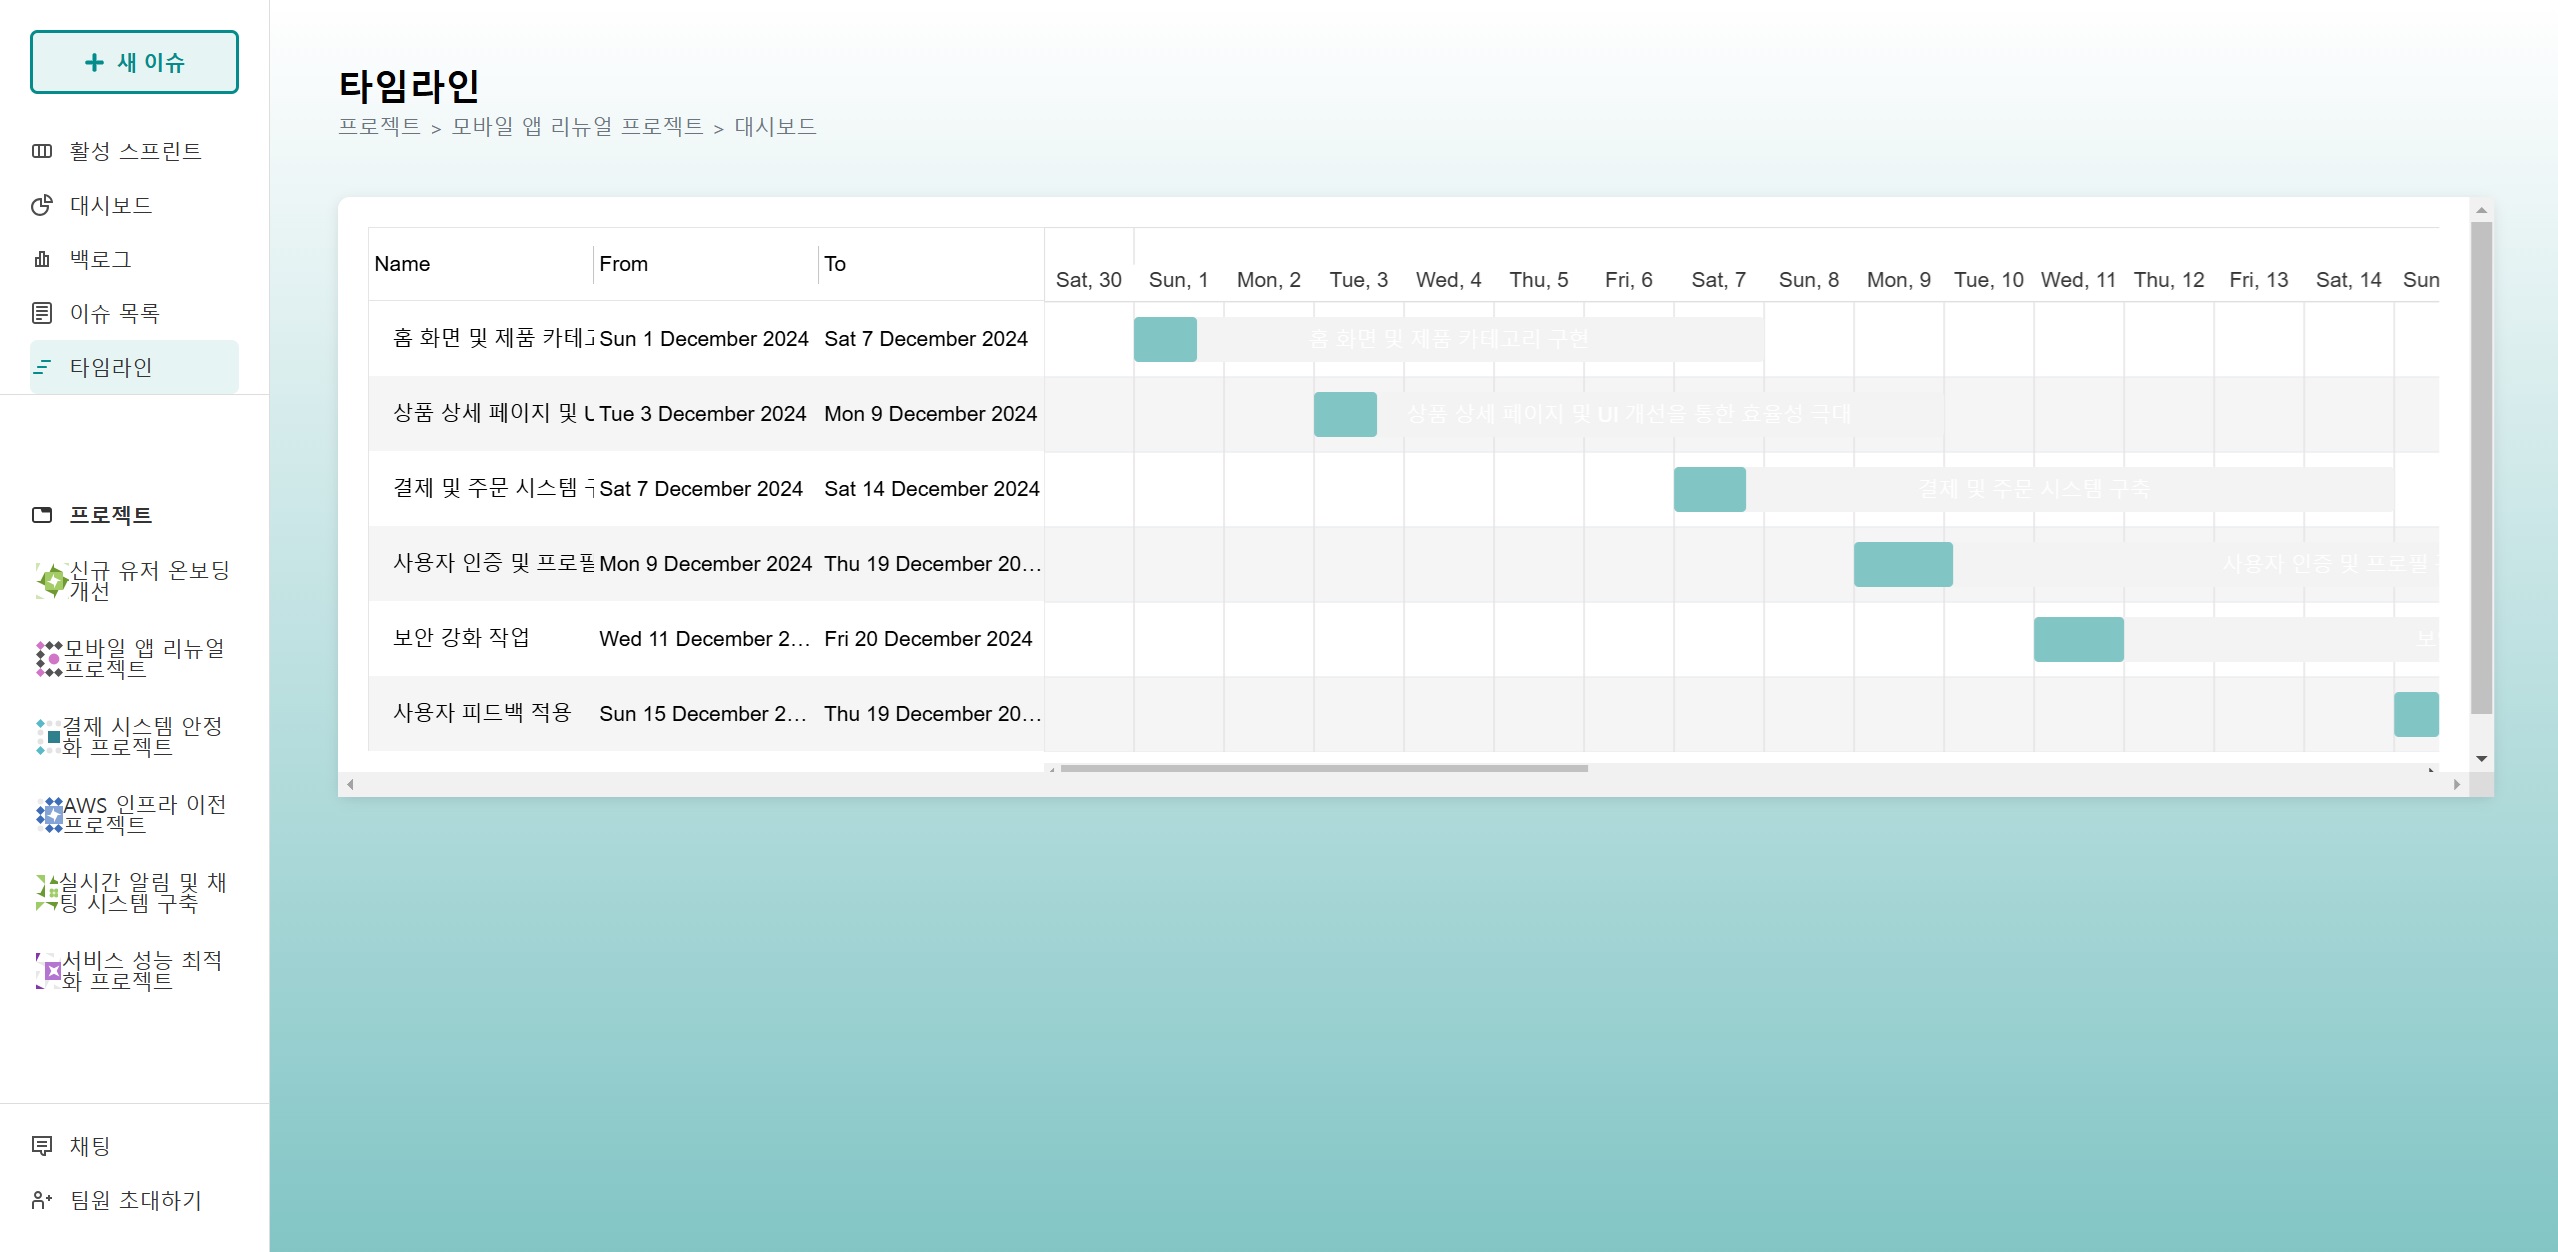 새 이슈
활성 스프린트
대시보드
백로그
이슈 목록
타임라인
프로젝트
신규 유저 온보딩
개선
모바일 앱 리뉴얼
프로젝트
결제 시스템 안정
화 프로젝트
AWS 인프라 이전
프로젝트
실시간 알림 및 채
팅 시스템 구축
서비스 성능 최적
화 프로젝트
채팅
팀원 초대하기
타임라인
프로젝트 > 모바일 앱 리뉴얼 프로젝트 > 대시보드
Name From To Sat, 30 Sun, 1 Mon, 2 Tue, 3 Wed, 4 Thu, 5 Fri, 6 Sat, 7 Sun, 8 Mon, 9 Tue, 10 Wed, 11 Thu, 12 Fri, 13 Sat, 14 Sun
홈 화면 및 제품 카테 Sun 1 December 2024 Sat 7 December 2024 홈 화면 및 제품 카테고리 구현
상품 상세 페이지 및 Tue 3 December 2024 Mon 9 December 2024 상품 상세 페이지 및 UI 개선을 통한 효율성 극대
결제 및 주문 시스템 Sat 7 December 2024 Sat 14 December 2024 결제 및 주문 시스템 구축
사용자 인증 및 프로필 Mon 9 December 2024 Thu 19 December 20... 사용자 인증 및 프로필
보안 강화 작업 Wed 11 December 2... Fri 20 December 2024 보
사용자 피드백 적용 Sun 15 December 2... Thu 19 December 20...